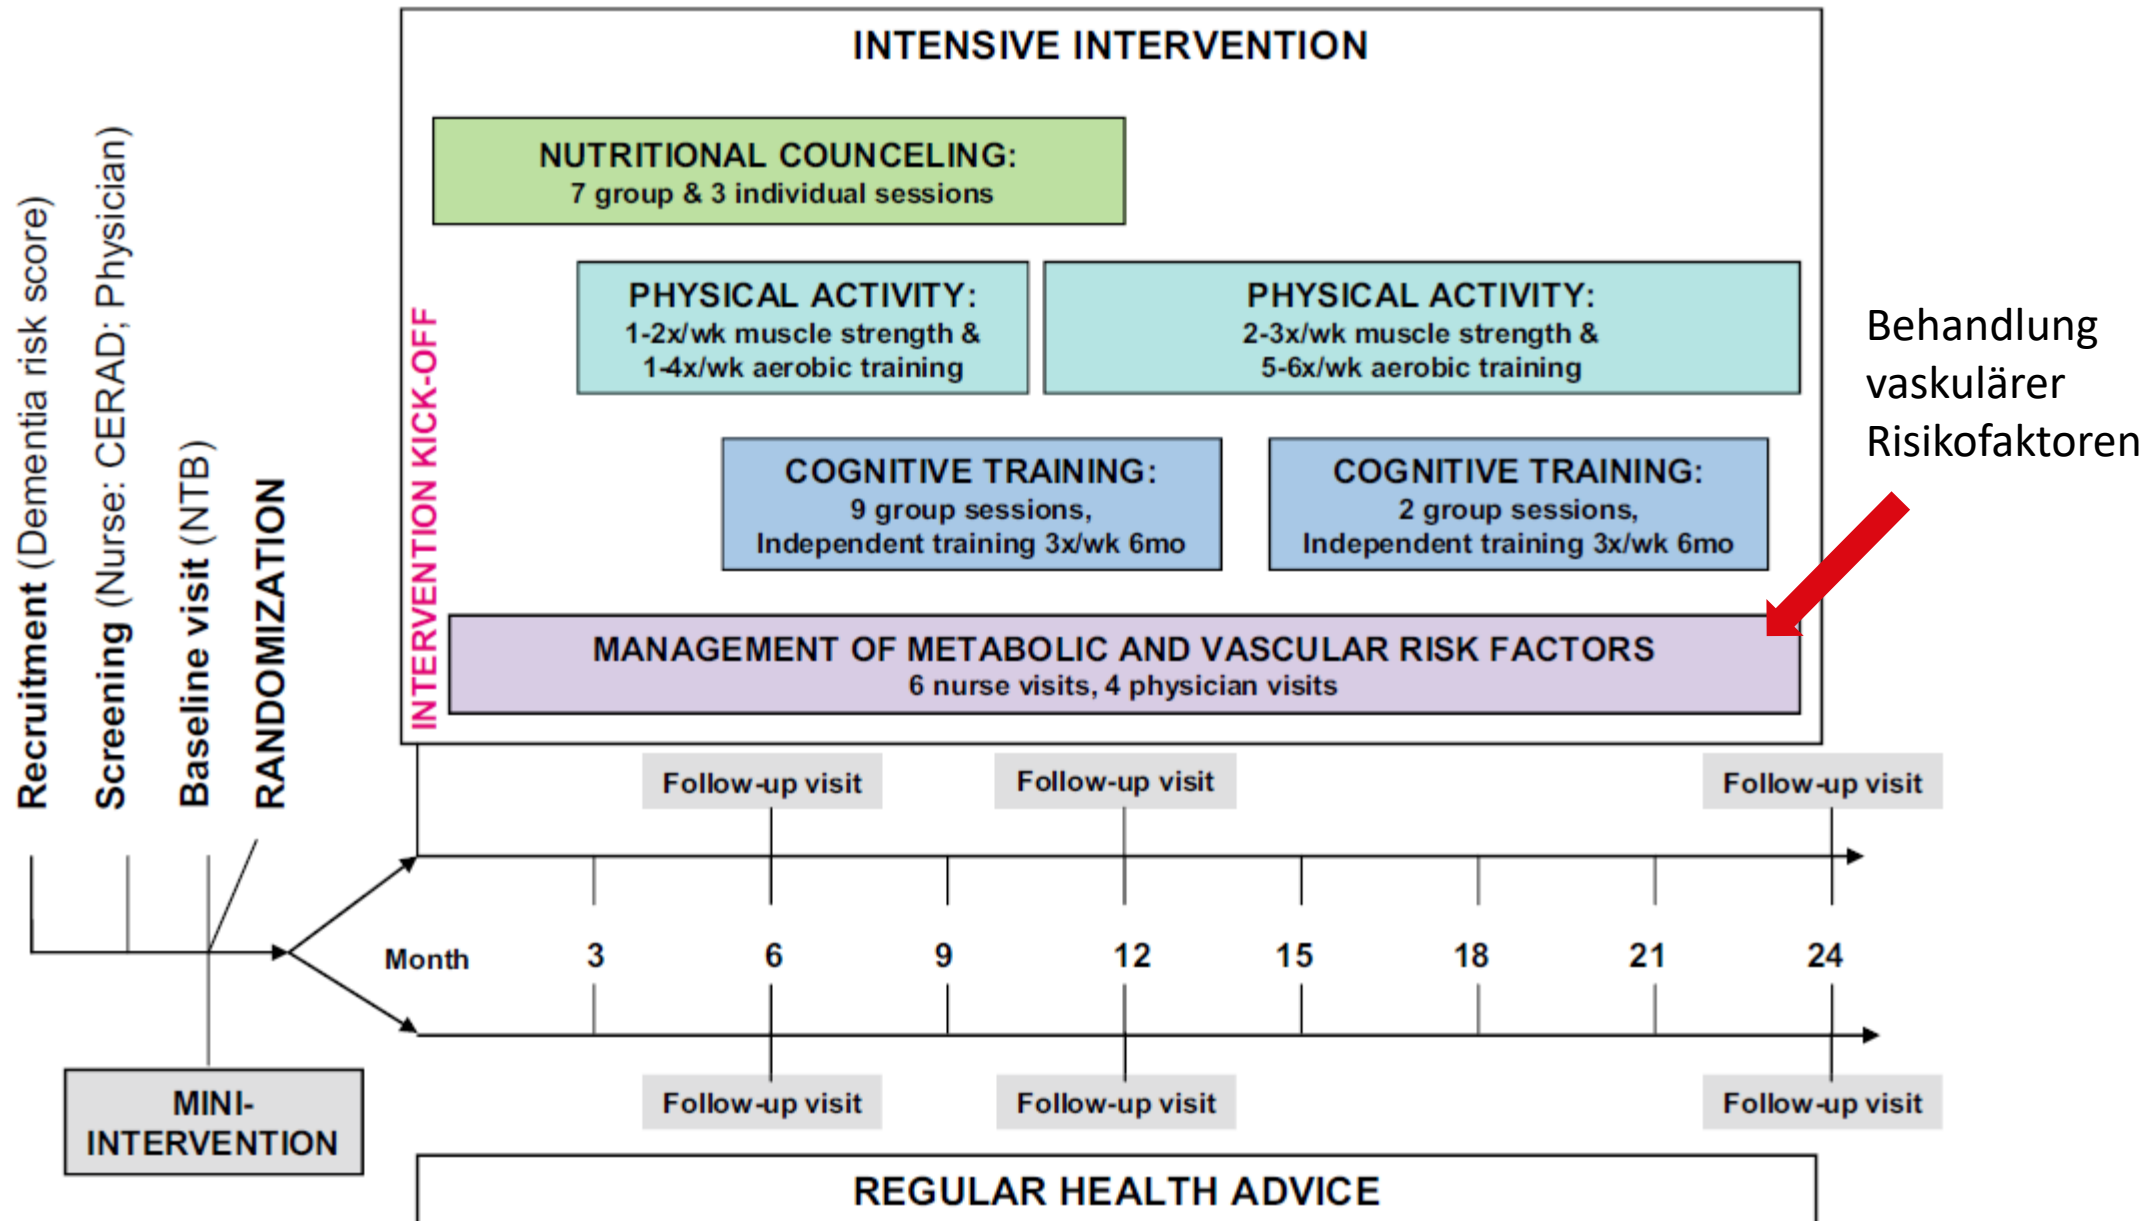 INTENSIVE INTERVENTION
NUTRITIONAL COUNCELING:
7 group & 3 individual sessions
PHYSICAL ACTIVITY:
1-2x/wk muscle strength &
1-4x/wk aerobic training
PHYSICAL ACTIVITY:
2-3x/wk muscle strength &
5-6x/wk aerobic training
COGNITIVE TRAINING:
9 group sessions,
Independent training 3x/wk 6mo
COGNITIVE TRAINING:
2 group sessions,
Independent training 3x/wk 6mo
MANAGEMENT OF METABOLIC AND VASCULAR RISK FACTORS
6 nurse visits, 4 physician visits
INTERVENTION KICK-OFF
Behandlung
vaskulärer
Risikofaktoren
Recruitment (Dementia risk score)
Screening (Nurse: CERAD; Physician)
Baseline visit (NTB)
RANDOMIZATION
Follow-up visit
Follow-up visit
Follow-up visit
Month 3 6 9 12 15 18 21 24
Follow-up visit
Follow-up visit
Follow-up visit
MINI-
INTERVENTION
REGULAR HEALTH ADVICE